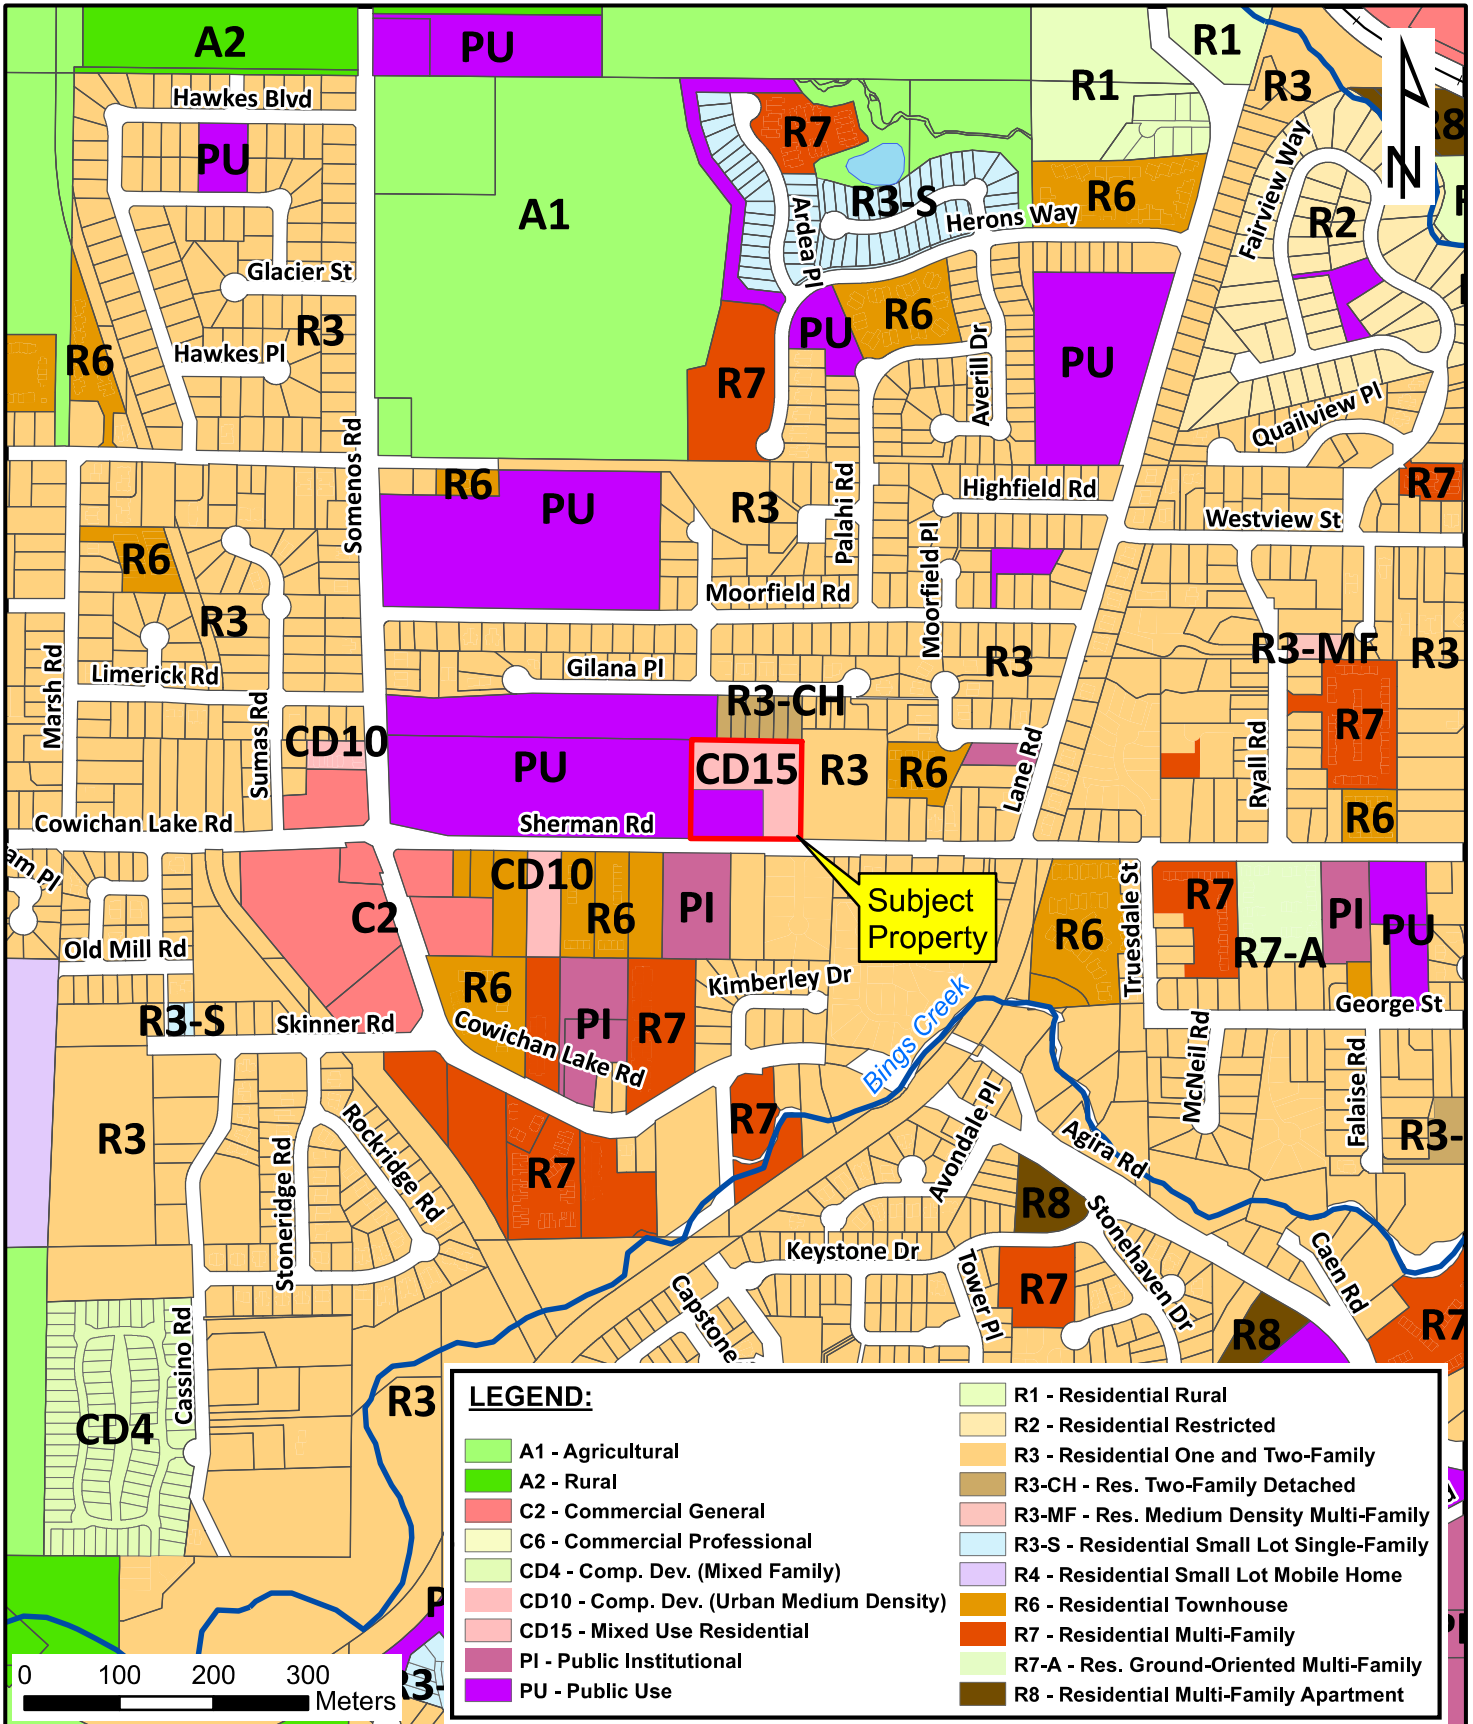 A2
PU
R1
R1
R3
R8
N
Hawkes Blvd
PU
R7
A1
Ardea Pl
R3-S
Herons Way
R6
Fairview Way
R2
Glacier St
R3
Hawkes Pl
R6
R7
PU
R6
Averill Dr
PU
Quailview Pl
Somenos Rd
R6
PU
R3
Palahi Rd
Highfield Rd
Moorfield Pl
Westview St
R7
R6
R3
Moorfield Rd
Marsh Rd
Limerick Rd
Sumas Rd
Gilana Pl
R3
R3-MF
R3
R3-CH
CD10
PU
CD15
R3
R6
Lane Rd
R7
Ryall Rd
R6
Cowichan Lake Rd
Sherman Rd
am Pl
CD10
C2
R6
PI
Subject
Property
R6
Truesdale St
R7
R7-A
PI
PU
Old Mill Rd
R3-S
Skinner Rd
R6
Cowichan Lake Rd
PI
R7
Kimberley Dr
Bings Creek
George St
McNeil Rd
Falaise Rd
R3
Stoneridge Rd
Rockridge Rd
R7
R7
Avondale Pl
Agira Rd
R3-
R8
Stonehaven Dr
Keystone Dr
Tower Pl
Capstone
R7
Caen Rd
R8
R7
CD4
Cassino Rd
R3
LEGEND:
A1 - Agricultural
A2 - Rural
C2 - Commercial General
C6 - Commercial Professional
CD4 - Comp. Dev. (Mixed Family)
CD10 - Comp. Dev. (Urban Medium Density)
CD15 - Mixed Use Residential
PI - Public Institutional
PU - Public Use
R1 - Residential Rural
R2 - Residential Restricted
R3 - Residential One and Two-Family
R3-CH - Res. Two-Family Detached
R3-MF - Res. Medium Density Multi-Family
R3-S - Residential Small Lot Single-Family
R4 - Residential Small Lot Mobile Home
R6 - Residential Townhouse
R7 - Residential Multi-Family
R7-A - Res. Ground-Oriented Multi-Family
R8 - Residential Multi-Family Apartment
R3-
0 100 200 300
Meters